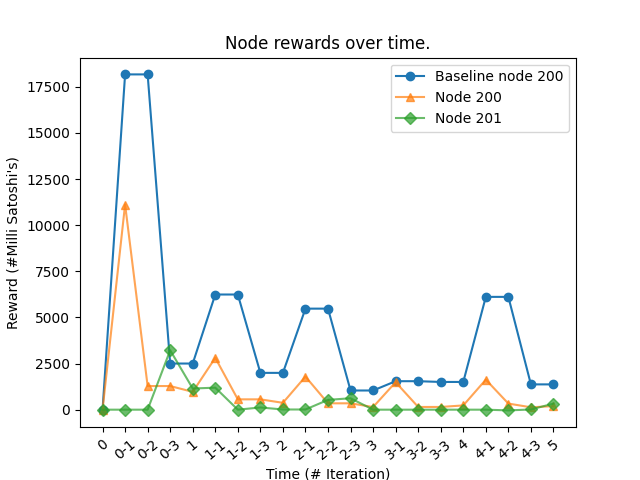 Node rewards over time.
Baseline node 200
Node 200
Node 201
Reward (#Milli Satoshi's)
17500
15000
12500
10000
7500
5000
2500
0
0 0-1 0-2 0-3 1 1-1 1-2 1-3 2 2-1 2-2 2-3 3 3-1 3-2 3-3 4 4-1 4-2 4-3 5
Time (# Iteration)